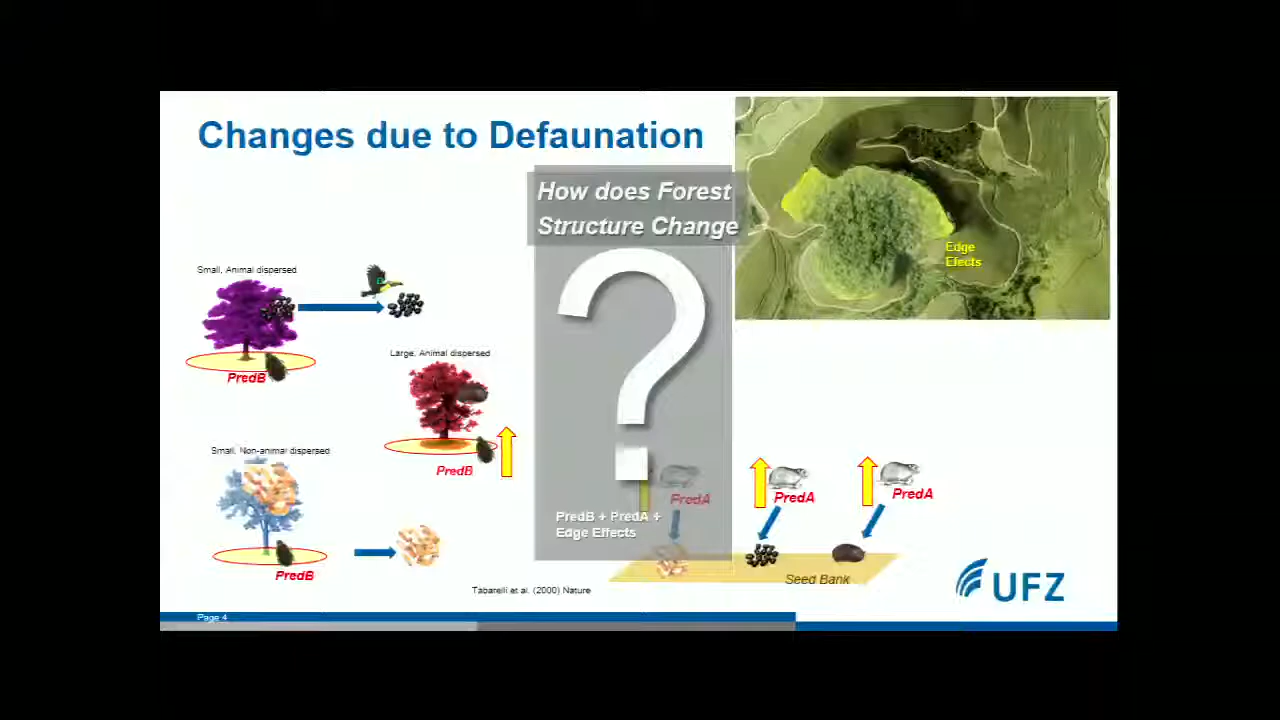 Changes due to Defaunation
How does Forest
Structure Change
Edge
Effects
Small, Animal dispersed
PredB
Large, Animal dispersed
PredB
Small, Non-animal dispersed
PredB
PredA
PredA
PredA
PredB + PredA +
Edge Effects
Seed Bank
Tabarelli et al. (2000) Nature
UFZ
Page 4